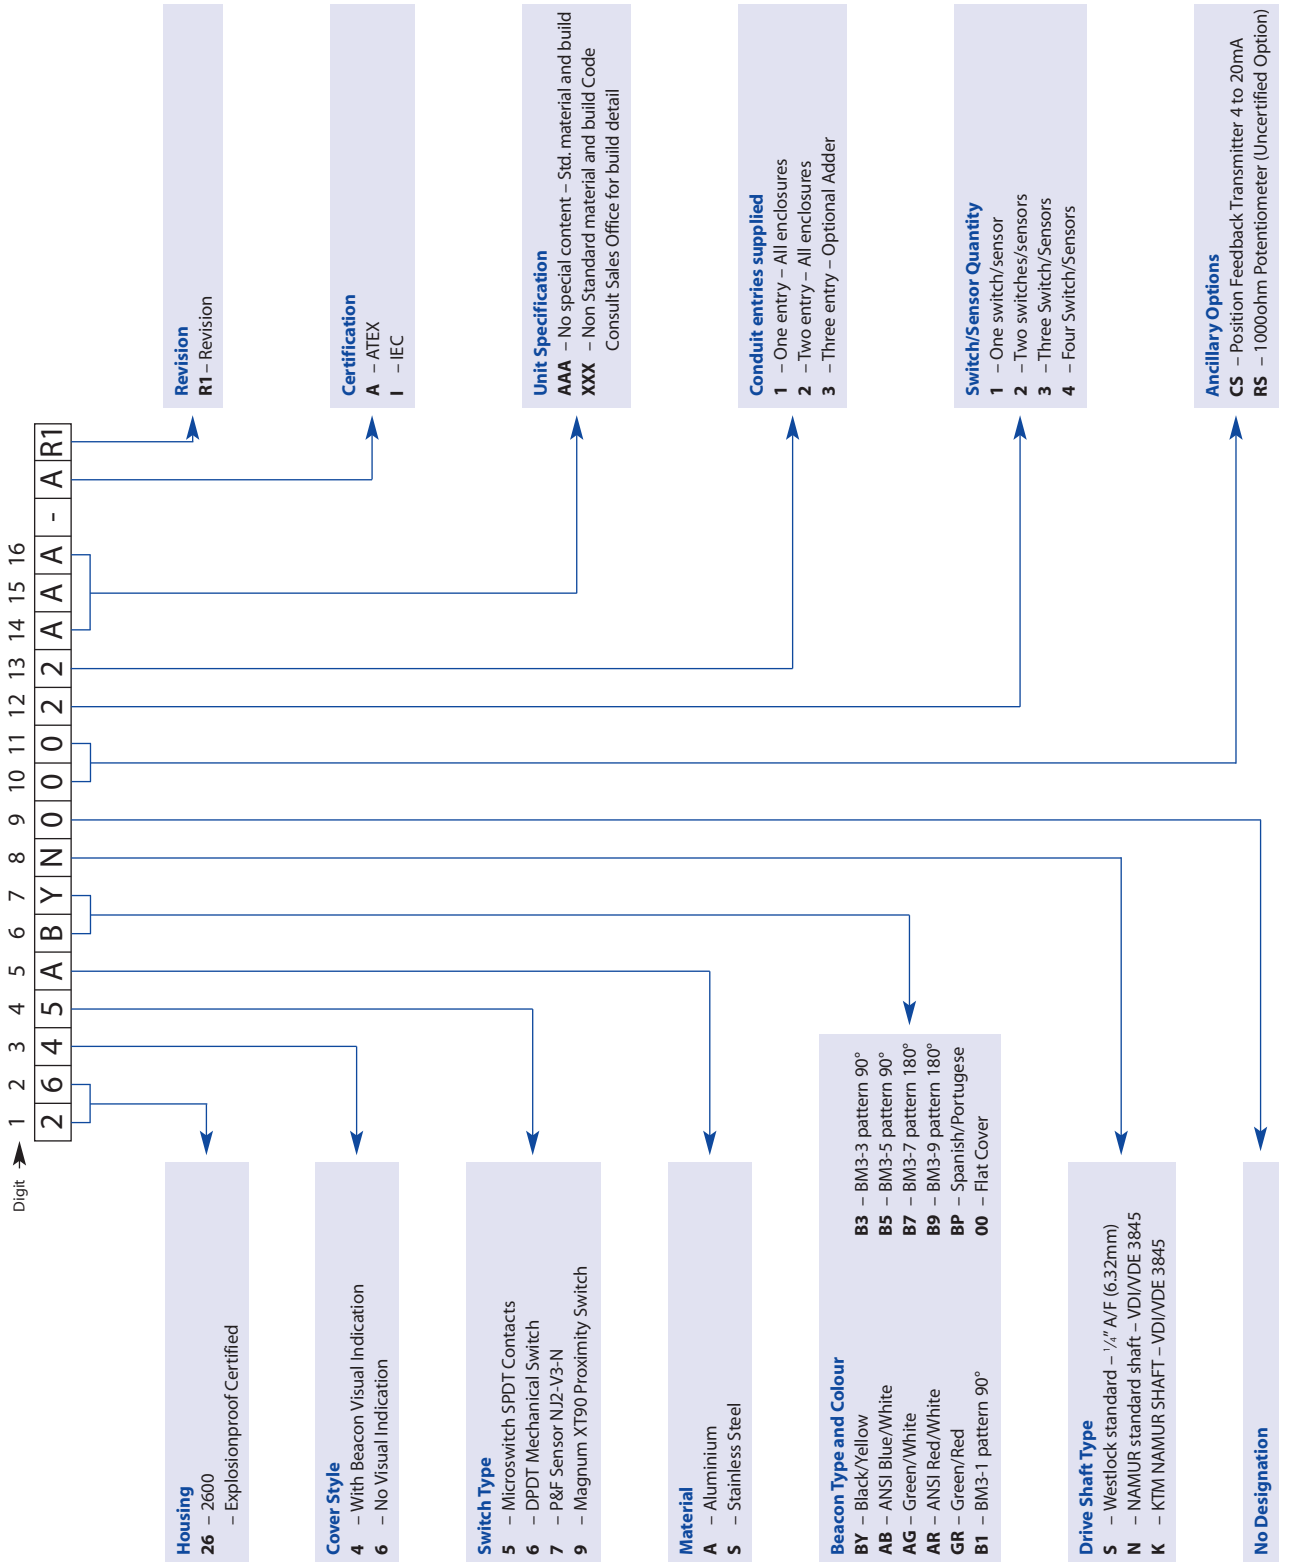 Digit
1 2 3 4 5 6 7 8 9 10 11 12 13 14 15 16
2 6 4 5 A B Y N 0 0 0 2 2 A A A - A R1
Housing
26 – 2600
– Explosionproof Certified
Cover Style
4 – With Beacon Visual Indication
6 – No Visual Indication
Switch Type
5 – Microswitch SPDT Contacts
6 – DPDT Mechanical Switch
7 – P&F Sensor NJ2-V3-N
9 – Magnum XT90 Proximity Switch
Material
A – Aluminium
S – Stainless Steel
Beacon Type and Colour
BY – Black/Yellow
AB – ANSI Blue/White
AG – Green/White
AR – ANSI Red/White
GR – Green/Red
B1 – BM3-1 pattern 90°
B3 – BM3-3 pattern 90°
B5 – BM3-5 pattern 90°
B7 – BM3-7 pattern 180°
B9 – BM3-9 pattern 180°
BP – Spanish/Portugese
00 – Flat Cover
Drive Shaft Type
S – Westlock standard – 1/4" A/F (6.32mm)
N – NAMUR standard shaft – VDI/VDE 3845
K – KTM NAMUR SHAFT – VDI/VDE 3845
No Designation
Revision
R1 – Revision
Certification
A – ATEX
I – IEC
Unit Specification
AAA – No special content – Std. material and build
XXX – Non Standard material and build Code
Consult Sales Office for build detail
Conduit entries supplied
1 – One entry – All enclosures
2 – Two entry – All enclosures
3 – Three entry – Optional Adder
Switch/Sensor Quantity
1 – One switch/sensor
2 – Two switches/sensors
3 – Three Switch/Sensors
4 – Four Switch/Sensors
Ancillary Options
CS – Position Feedback Transmitter 4 to 20mA
RS – 1000ohm Potentiometer (Uncertified Option)